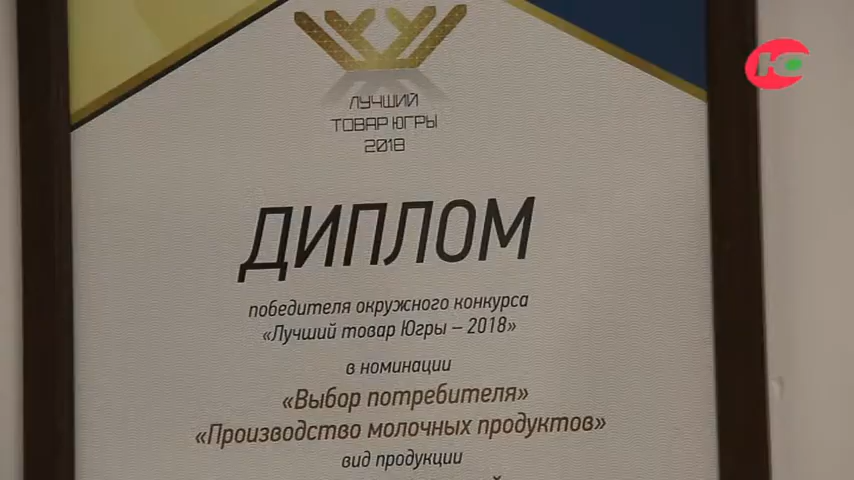 ЛУЧШИЙ
ТОВАР ЮГРЫ
2018
ДИПЛОМ
победителя окружного конкурса
«Лучший товар Югры – 2018»
в номинации
«Выбор потребителя»
«Производство молочных продуктов»
вид продукции